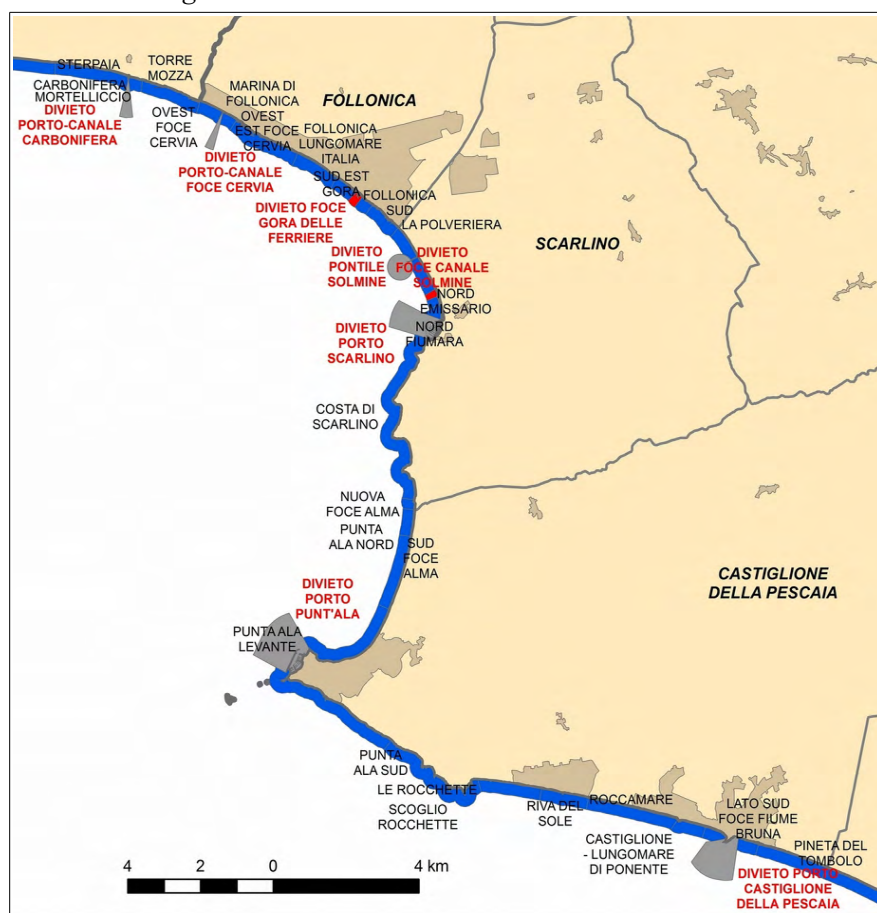 STERPAIA
TORRE
MOZZA
CARBONIFERA
MORTELLICCIO
DIVIETO
PORTO-CANALE
CARBONIFERA
OVEST
FOCE
CERVIA
MARINA DI
FOLLONICA
OVEST
EST FOCE
CERVIA
FOLLONICA
FOLLONICA
LUNGOMARE
ITALIA
DIVIETO
PORTO-CANALE
FOCE CERVIA
SUD EST
GORA
FOLLONICA
SUD
DIVIETO FOCE
GORA DELLE
FERRIERE
LA POLVERIERA
SCARLINO
DIVIETO
PONTILE
SOLMINE
DIVIETO
FOCE CANALE
SOLMINE
NORD
EMISSARIO
DIVIETO
PORTO
SCARLINO
NORD
FIUMARA
COSTA DI
SCARLINO
NUOVA
FOCE ALMA
PUNTA
ALA NORD
SUD
FOCE
ALMA
CASTIGLIONE
DELLA PESCAIA
DIVIETO
PORTO
PUNT'ALA
PUNTA ALA
LEVANTE
PUNTA
ALA SUD
LE ROCCHETTE
SCOGLIO
ROCCHETTE
RIVA DEL
SOLE
ROCCAMARE
LATO SUD
FOCE FIUME
BRUNA
CASTIGLIONE
- LUNGOMARE
DI PONENTE
PINETA DEL
TOMBOLO
DIVIETO PORTO
CASTIGLIONE
DELLA PESCAIA
4 2 0 4 km